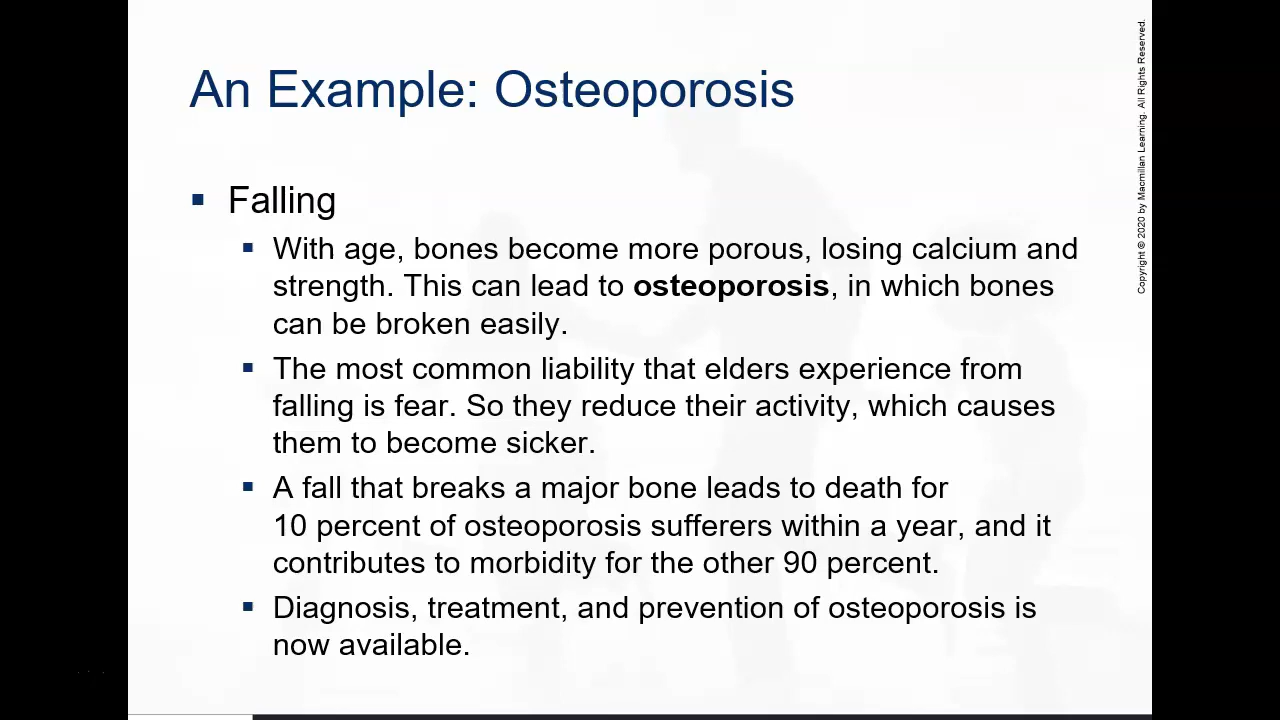 An Example: Osteoporosis
▪ Falling
▪ With age, bones become more porous, losing calcium and
strength. This can lead to osteoporosis, in which bones
can be broken easily.
▪ The most common liability that elders experience from
falling is fear. So they reduce their activity, which causes
them to become sicker.
▪ A fall that breaks a major bone leads to death for
10 percent of osteoporosis sufferers within a year, and it
contributes to morbidity for the other 90 percent.
▪ Diagnosis, treatment, and prevention of osteoporosis is
now available.
Copyright © 2020 by Macmillan Learning. All Rights Reserved.